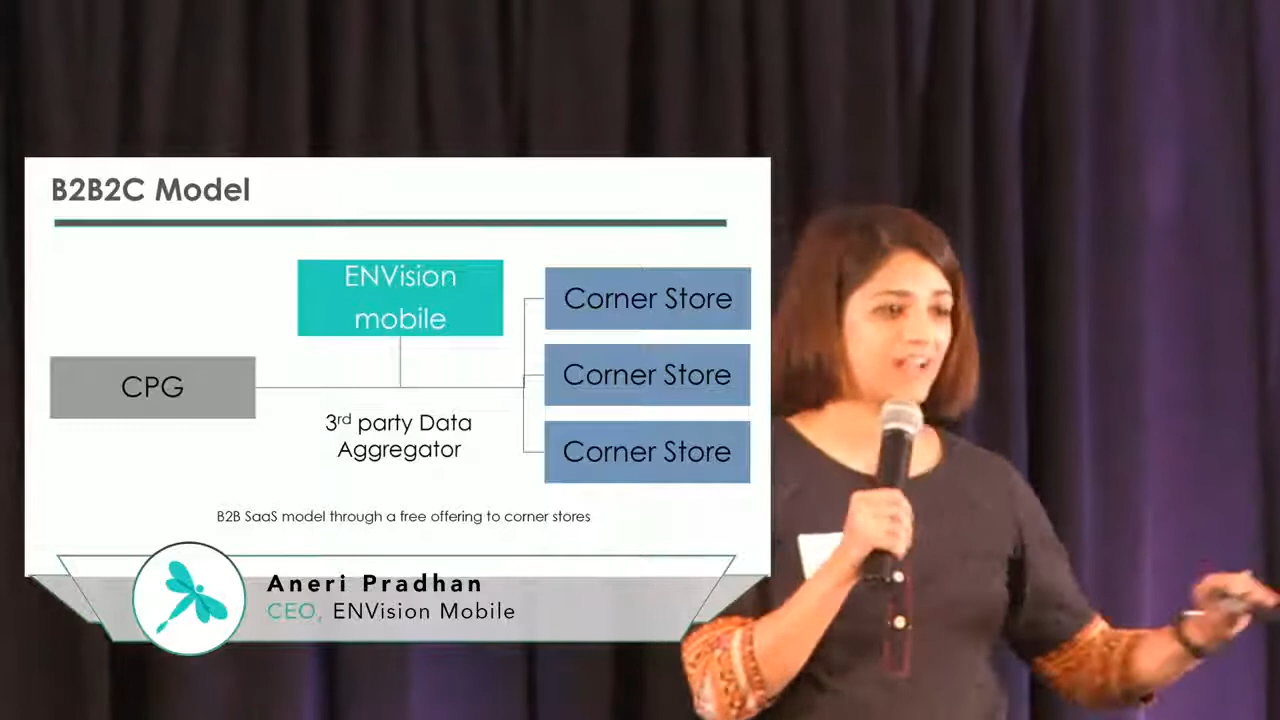 B2B2C Model
ENVision
mobile
Corner Store
CPG
Corner Store
3rd party Data
Aggregator
Corner Store
B2B SaaS model through a free offering to corner stores
Aneri Pradhan
CEO, ENVision Mobile